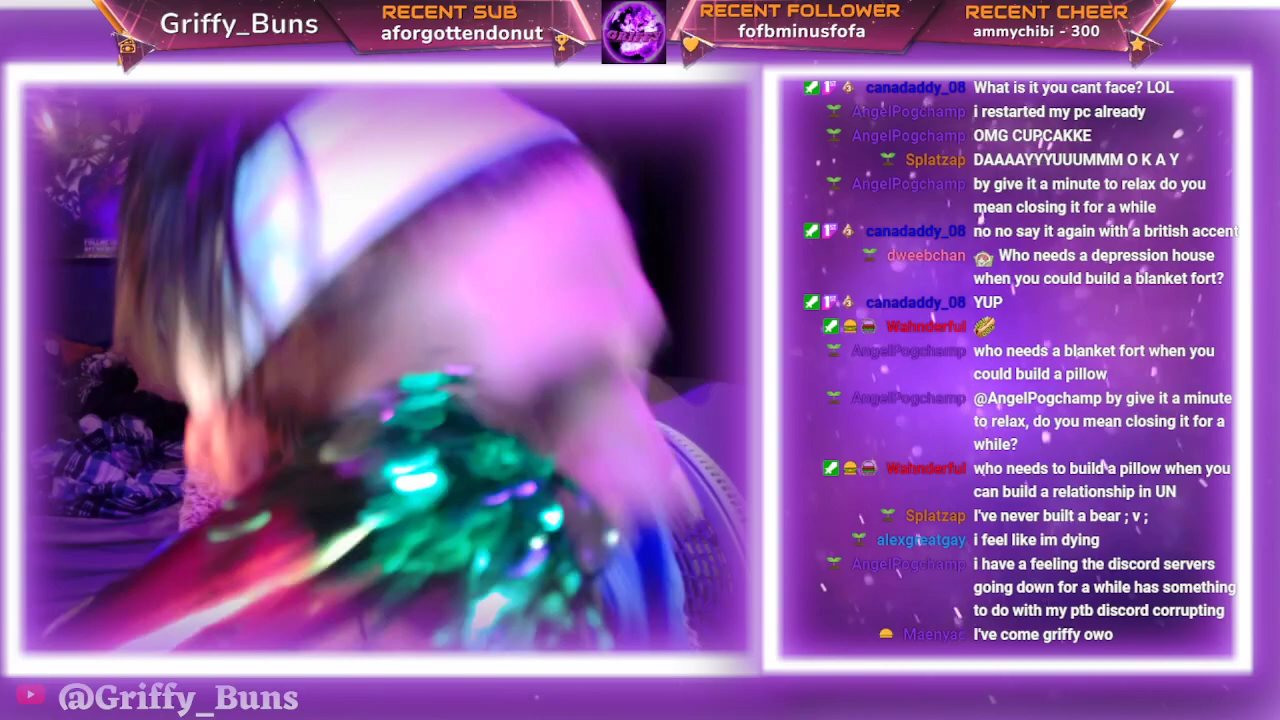 Griffy_Buns
RECENT SUB
aforgottendonut
GRIFFY
RECENT FOLLOWER
fofbminusfofa
RECENT CHEER
ammychibi - 300
canadaddy_08 What is it you cant face? LOL
AngelPogchamp i restarted my pc already
AngelPogchamp OMG CUPCAKKE
Splatzap DAAAAYYYUUUMMM O K A Y
AngelPogchamp by give it a minute to relax do you
mean closing it for a while
canadaddy_08 no no say it again with a british accent
dweebchan Who needs a depression house
when you could build a blanket fort?
canadaddy_08 YUP
Wahnderful
AngelPogchamp who needs a blanket fort when you
could build a pillow
AngelPogchamp @AngelPogchamp by give it a minute
to relax, do you mean closing it for a
while?
Wahnderful who needs to build a pillow when you
can build a relationship in UN
Splatzap I've never built a bear ; v ;
alexgreatgay i feel like im dying
AngelPogchamp i have a feeling the discord servers
going down for a while has something
to do with my ptb discord corrupting
Maenyac I've come griffy owo
@Griffy_Buns